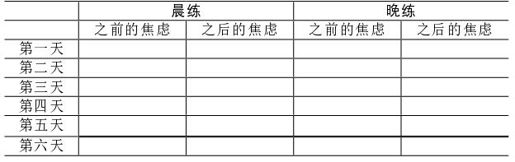 晨练 晚练
之前的焦虑 之后的焦虑 之前的焦虑 之后的焦虑
第一天
第二天
第三天
第四天
第五天
第六天